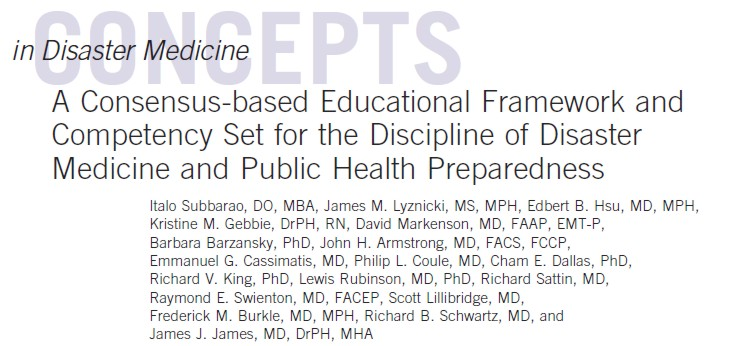 CONCEPTS
in Disaster Medicine
A Consensus-based Educational Framework and
Competency Set for the Discipline of Disaster
Medicine and Public Health Preparedness
Italo Subbarao, DO, MBA, James M. Lyznicki, MS, MPH, Edbert B. Hsu, MD, MPH,
Kristine M. Gebbie, DrPH, RN, David Markenson, MD, FAAP, EMT-P,
Barbara Barzansky, PhD, John H. Armstrong, MD, FACS, FCCP,
Emmanuel G. Cassimatis, MD, Philip L. Coule, MD, Cham E. Dallas, PhD,
Richard V. King, PhD, Lewis Rubinson, MD, PhD, Richard Sattin, MD,
Raymond E. Swienton, MD, FACEP, Scott Lillibridge, MD,
Frederick M. Burkle, MD, MPH, Richard B. Schwartz, MD, and
James J. James, MD, DrPH, MHA